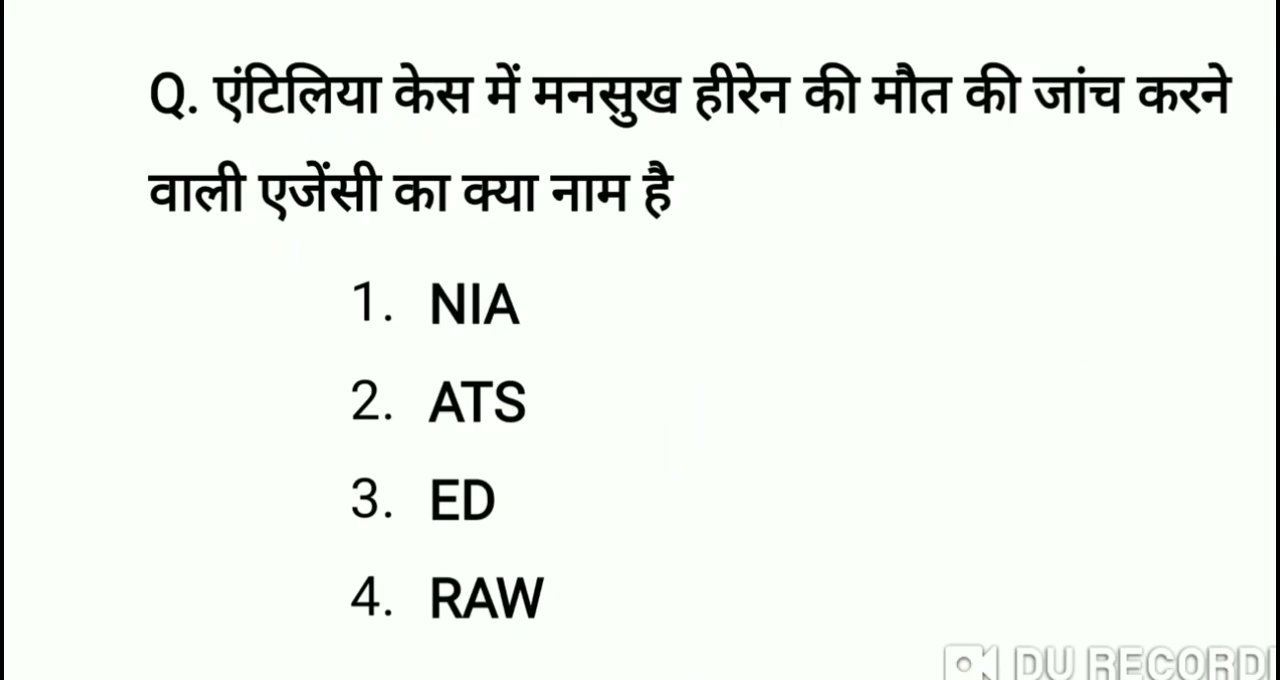 Q. एंटिलिया केस में मनसुख हीरेन की मौत की जांच करने
वाली एजेंसी का क्या नाम है
1. NIA
2. ATS
3. ED
4. RAW
DU RECORD